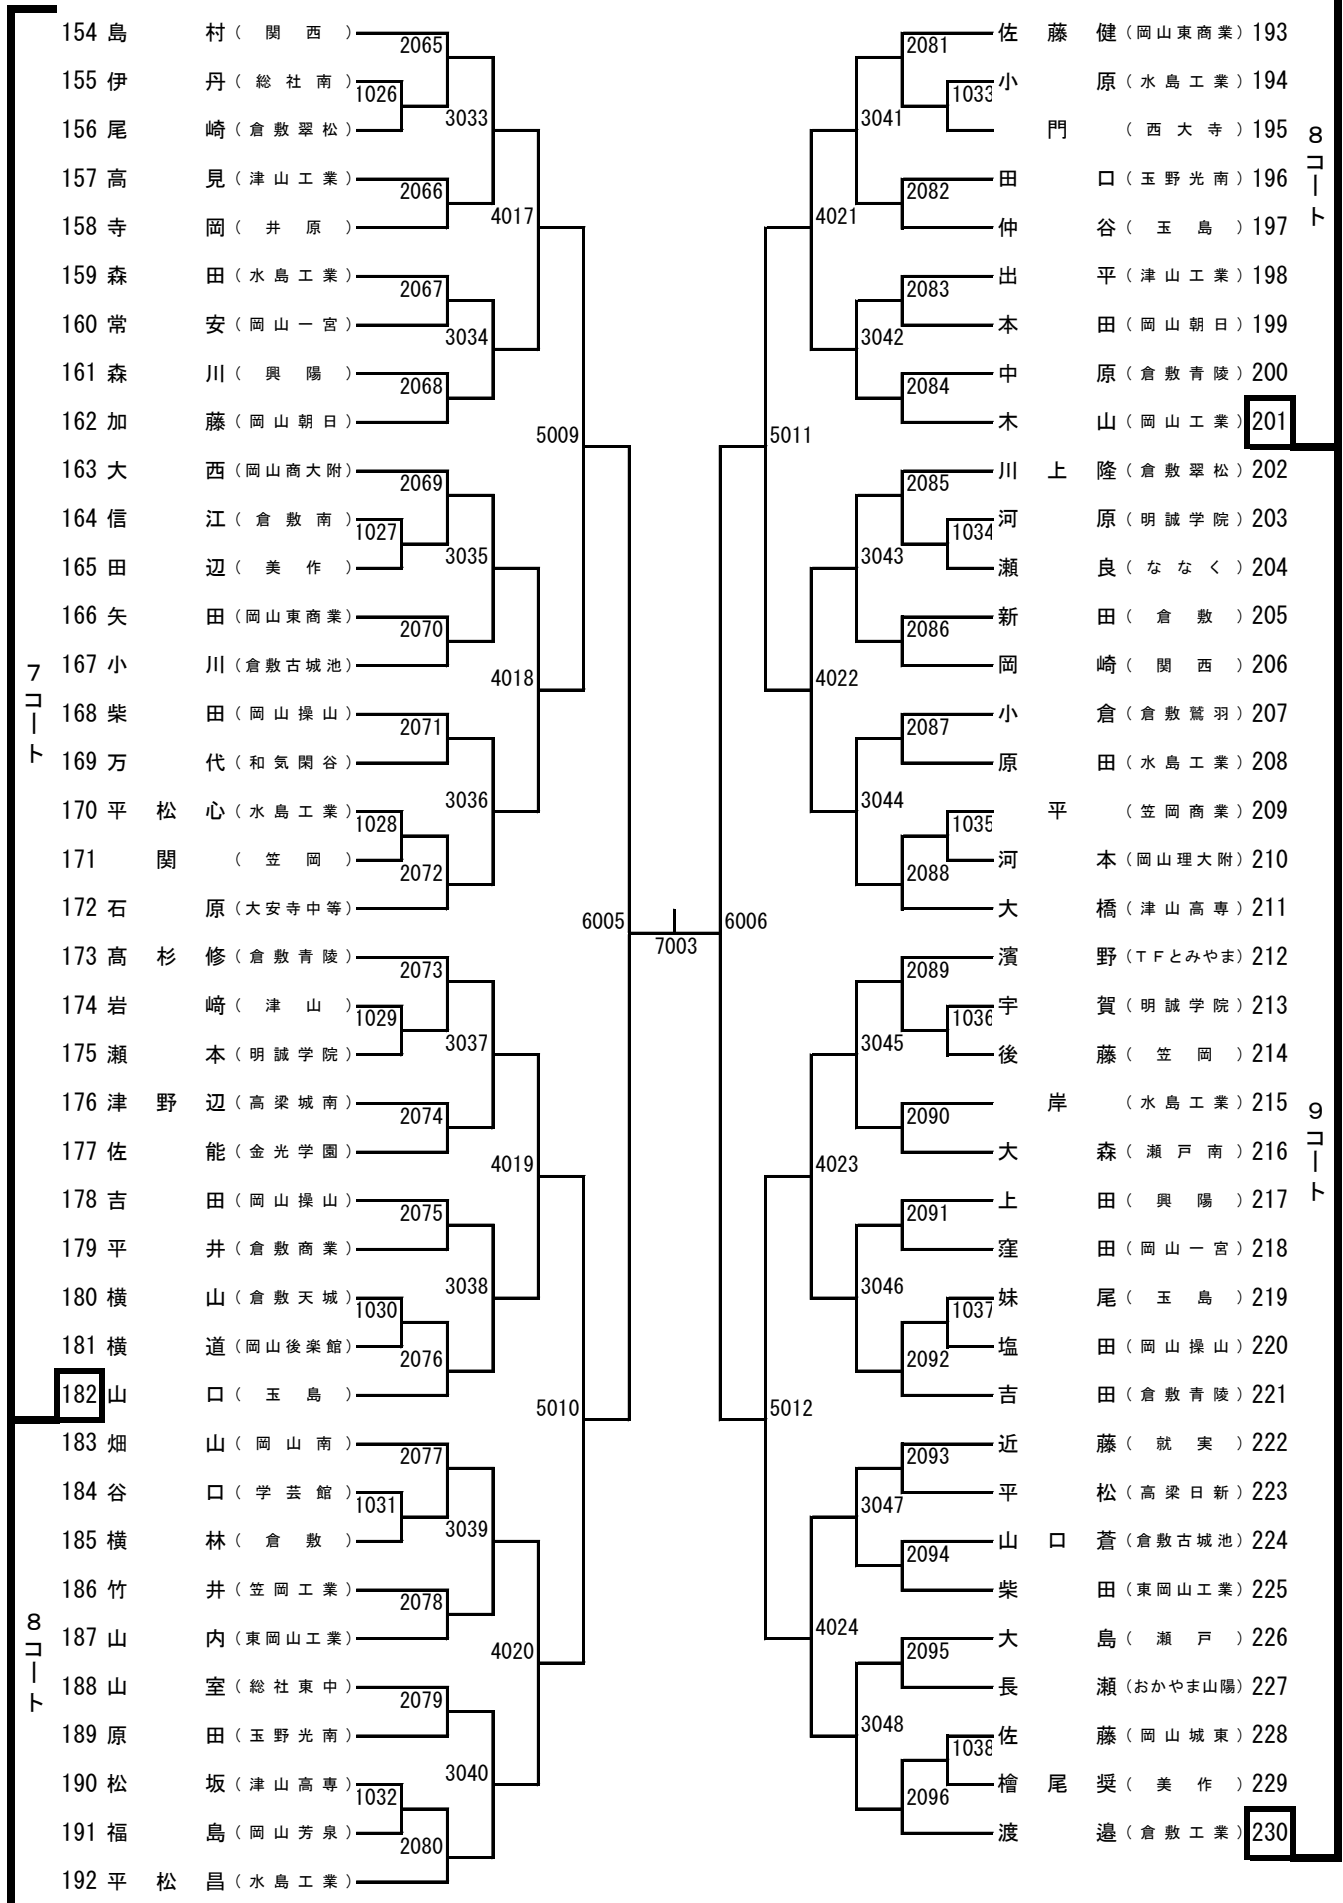 154 島 村 ( 関 西 )
155 伊 丹 ( 総 社 南 )
156 尾 崎 ( 倉 敷 翠 松 )
157 高 見 ( 津 山 工 業 )
158 寺 岡 ( 井 原 )
159 森 田 ( 水 島 工 業 )
160 常 安 ( 岡 山 一 宮 )
161 森 川 ( 興 陽 )
162 加 藤 ( 岡 山 朝 日 )
163 大 西 (岡山商大附)
164 信 江 ( 倉 敷 南 )
165 田 辺 ( 美 作 )
166 矢 田 (岡山東商業)
167 小 川 (倉敷古城池)
168 柴 田 ( 岡 山 操 山 )
169 万 代 ( 和 気 閑 谷 )
170 平 松 心 ( 水 島 工 業 )
171 関 ( 笠 岡 )
172 石 原 (大安寺中等)
173 髙 杉 修 ( 倉 敷 青 陵 )
174 岩 﨑 ( 津 山 )
175 瀬 本 ( 明 誠 学 院 )
176 津 野 辺 ( 高 梁 城 南 )
177 佐 能 ( 金 光 学 園 )
178 吉 田 ( 岡 山 操 山 )
179 平 井 ( 倉 敷 商 業 )
180 横 山 ( 倉 敷 天 城 )
181 横 道 (岡山後楽館)
182 山 口 ( 玉 島 )
183 畑 山 ( 岡 山 南 )
184 谷 口 ( 学 芸 館 )
185 横 林 ( 倉 敷 )
186 竹 井 ( 笠 岡 工 業 )
187 山 内 (東岡山工業)
188 山 室 ( 総 社 東 中 )
189 原 田 ( 玉 野 光 南 )
190 松 坂 ( 津 山 高 専 )
191 福 島 ( 岡 山 芳 泉 )
192 平 松 昌 ( 水 島 工 業 )
7コート
8コート
2065
1026
3033
2066
4017
2067
3034
2068
5009
2069
1027
3035
2070
4018
2071
3036
1028
2072
6005
2073
1029
3037
2074
4019
2075
3038
1030
2076
5010
2077
1031
3039
2078
4020
2079
3040
1032
2080
7003
2081
1033
3041
2082
4021
2083
3042
2084
5011
2085
1034
3043
2086
4022
2087
3044
1035
2088
6006
2089
1036
3045
2090
4023
2091
3046
1037
2092
5012
2093
3047
2094
4024
2095
3048
1038
2096
佐 藤 健 (岡山東商業) 193
小 原 ( 水 島 工 業 ) 194
門 ( 西 大 寺 ) 195
田 口 ( 玉 野 光 南 ) 196
仲 谷 ( 玉 島 ) 197
出 平 ( 津 山 工 業 ) 198
本 田 ( 岡 山 朝 日 ) 199
中 原 ( 倉 敷 青 陵 ) 200
木 山 ( 岡 山 工 業 ) 201
川 上 隆 ( 倉 敷 翠 松 ) 202
河 原 ( 明 誠 学 院 ) 203
瀬 良 ( な な く ) 204
新 田 ( 倉 敷 ) 205
岡 崎 ( 関 西 ) 206
小 倉 ( 倉 敷 鷲 羽 ) 207
原 田 ( 水 島 工 業 ) 208
平 ( 笠 岡 商 業 ) 209
河 本 (岡山理大附) 210
大 橋 ( 津 山 高 専 ) 211
濱 野 (ＴＦとみやま) 212
宇 賀 ( 明 誠 学 院 ) 213
後 藤 ( 笠 岡 ) 214
岸 ( 水 島 工 業 ) 215
大 森 ( 瀬 戸 南 ) 216
上 田 ( 興 陽 ) 217
窪 田 ( 岡 山 一 宮 ) 218
妹 尾 ( 玉 島 ) 219
塩 田 ( 岡 山 操 山 ) 220
吉 田 ( 倉 敷 青 陵 ) 221
近 藤 ( 就 実 ) 222
平 松 ( 高 梁 日 新 ) 223
山 口 蒼 (倉敷古城池) 224
柴 田 (東岡山工業) 225
大 島 ( 瀬 戸 ) 226
長 瀬 (おかやま山陽) 227
佐 藤 ( 岡 山 城 東 ) 228
檜 尾 奨 ( 美 作 ) 229
渡 邉 ( 倉 敷 工 業 ) 230
8コート
9コート